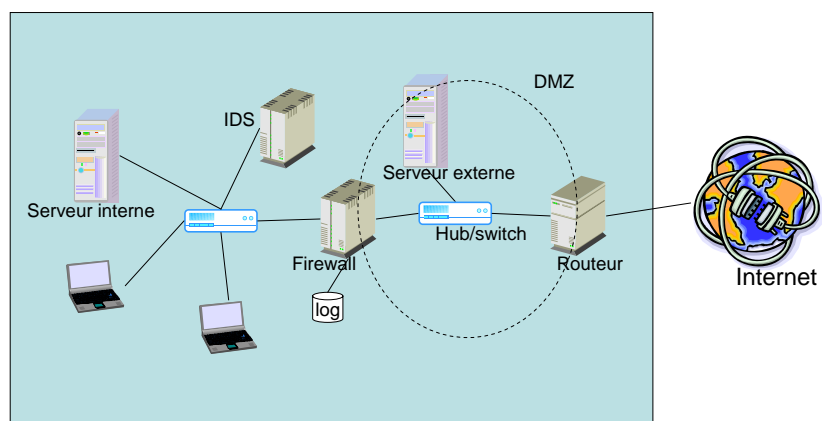 DMZ
IDS
Serveur externe
Serveur interne
Hub/switch
Firewall
Routeur
Internet
log